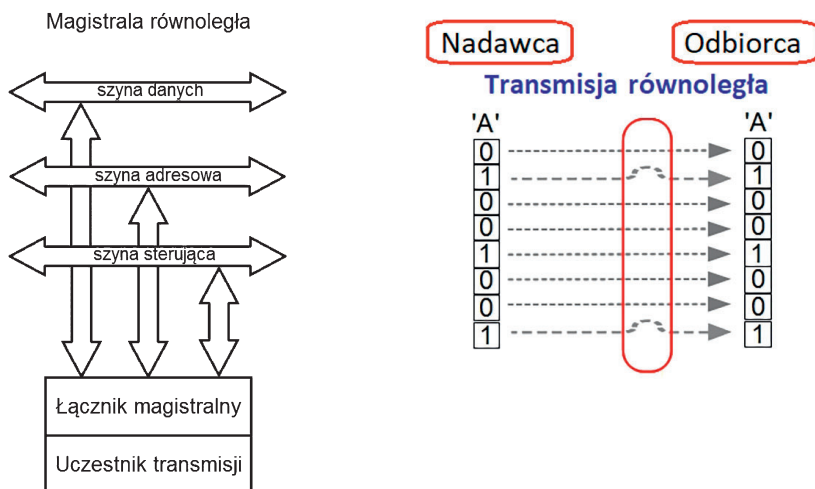 Magistrala równoległa
szyna danych
szyna adresowa
szyna sterująca
Łącznik magistralny
Uczestnik transmisji
Nadawca Odbiorca
Transmisja równoległa
'A' 'A'
0 0
1 1
0 0
0 0
1 1
0 0
0 0
1 1